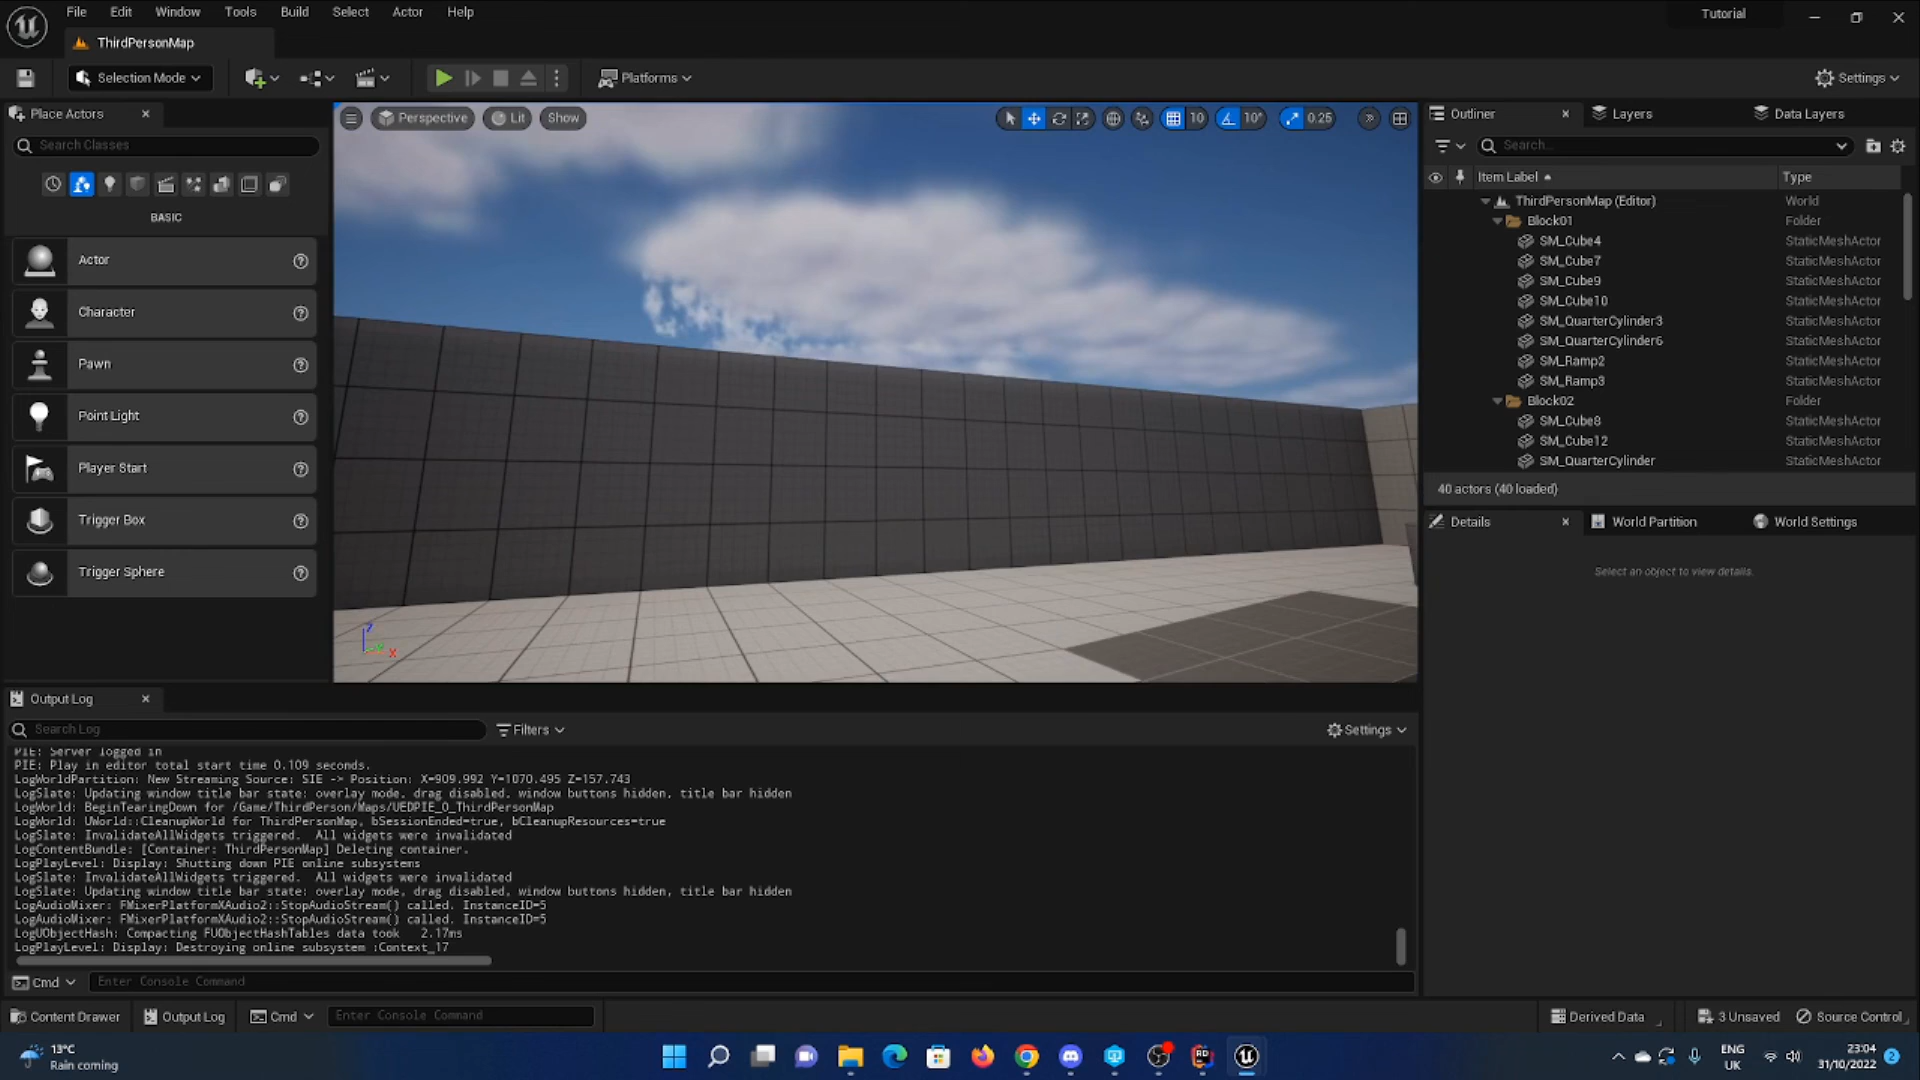 File Edit Window Tools Build Select Actor Help
Tutorial
ThirdPersonMap
Selection Mode
Platforms
Settings
Place Actors
Search Classes
BASIC
Actor
Character
Pawn
Point Light
Player Start
Trigger Box
Trigger Sphere
Perspective Lit Show
10 10° 0.25
Z
X
Outliner Layers Data Layers
Search...
Item Label Type
ThirdPersonMap (Editor) World
Block01 Folder
SM_Cube4 StaticMeshActor
SM_Cube7 StaticMeshActor
SM_Cube9 StaticMeshActor
SM_Cube10 StaticMeshActor
SM_QuarterCylinder3 StaticMeshActor
SM_QuarterCylinder6 StaticMeshActor
SM_Ramp2 StaticMeshActor
SM_Ramp3 StaticMeshActor
Block02 Folder
SM_Cube8 StaticMeshActor
SM_Cube12 StaticMeshActor
SM_QuarterCylinder StaticMeshActor
40 actors (40 loaded)
Details World Partition World Settings
Select an object to view details.
Output Log
Search Log
Filters
Settings
PIE: Server logged in
PIE: Play in editor total start time 0.109 seconds.
LogWorldPartition: New Streaming Source: SIE -> Position: X=909.992 Y=1070.495 Z=157.743
LogSlate: Updating window title bar state: overlay mode, drag disabled, window buttons hidden, title bar hidden
LogWorld: BeginTearingDown for /Game/ThirdPerson/Maps/UEDPIE_0_ThirdPersonMap
LogWorld: UWorld::CleanupWorld for ThirdPersonMap, bSessionEnded=true, bCleanupResources=true
LogSlate: InvalidateAllWidgets triggered.  All widgets were invalidated
LogContentBundle: [Container: ThirdPersonMap] Deleting container.
LogPlayLevel: Display: Shutting down PIE online subsystems
LogSlate: InvalidateAllWidgets triggered.  All widgets were invalidated
LogSlate: Updating window title bar state: overlay mode, drag disabled, window buttons hidden, title bar hidden
LogAudioMixer: FMixerPlatformXAudio2::StopAudioStream() called. InstanceID=5
LogAudioMixer: FMixerPlatformXAudio2::StopAudioStream() called. InstanceID=5
LogUObjectHash: Compacting FUObjectHashTables data took   2.17ms
LogPlayLevel: Display: Destroying online subsystem :Context_17
Cmd Enter Console Command
Content Drawer Output Log Cmd Enter Console Command
Derived Data 3 Unsaved Source Control
13°C
Rain coming
ENG
UK
23:04
31/10/2022
2